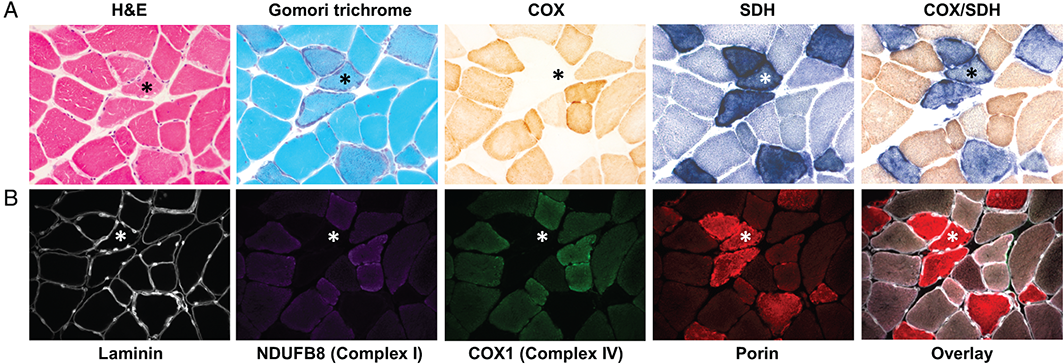 A
H&E Gomori trichrome COX SDH COX/SDH
*
*
*
*
*
B
*
*
*
*
*
Laminin NDUFB8 (Complex I) COX1 (Complex IV) Porin Overlay